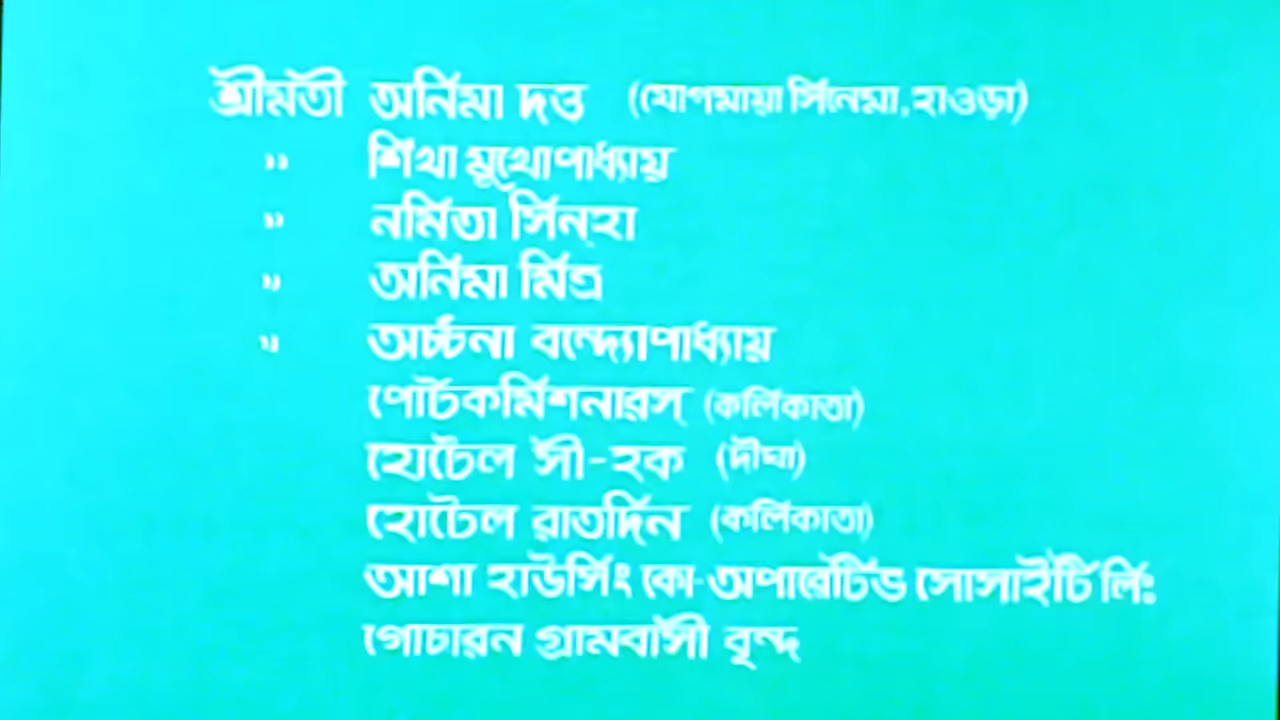 শ্রীমতী অনিমা দত্ত (যোগমায়া সিনেমা, হাওড়া)
" শিখা মুখোপাধ্যায়
" নমিতা সিন্‌হা
" অনিমা মিত্র
" অর্চ্চনা বন্দ্যোপাধ্যায়
পোর্টকমিশনারস্ (কলিকাতা)
হোটেল সী-হক (দীঘা)
হোটেল রাতদিন (কলিকাতা)
আশা হাউসিং কো-অপারেটিভ সোসাইটি লিঃ
গোচারন গ্রামবাসী বৃন্দ